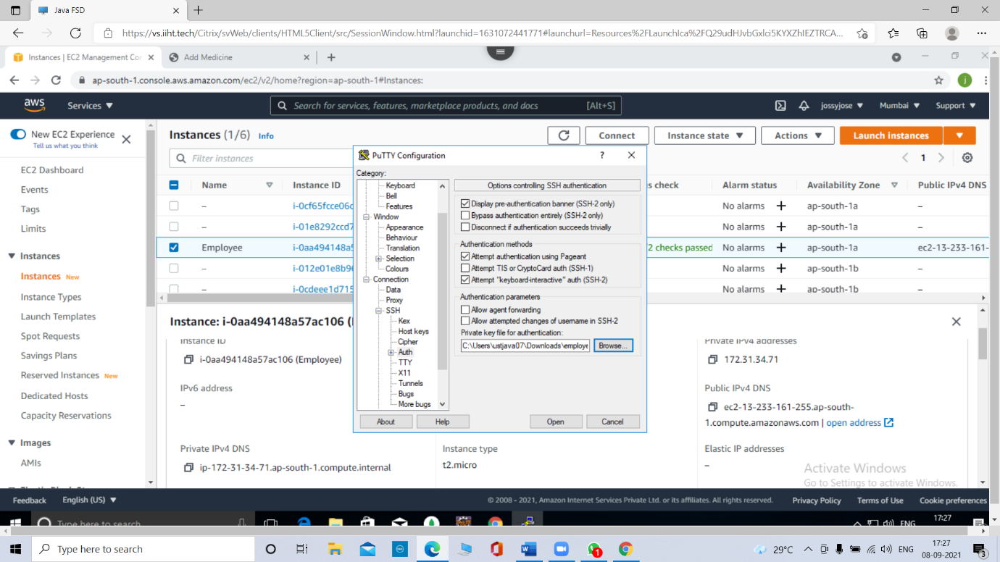 Java FSD
https://vs.iiht.tech/Citrix/svWeb/clients/HTML5Client/src/SessionWindow.html?launchid=1631072441771#launchurl=Resources%2FLaunchIca%2FQ29udHJvbGxlci5KYXZhIEZTRCA...
Instances | EC2 Management Con
Add Medicine
ap-south-1.console.aws.amazon.com/ec2/v2/home?region=ap-south-1#Instances:
j
aws
Services
Search for services, features, marketplace products, and docs
[Alt+S]
jossyjose
Mumbai
Support
New EC2 Experience
Tell us what you think
EC2 Dashboard
Events
Tags
Limits
Instances
Instances New
Instance Types
Launch Templates
Spot Requests
Savings Plans
Reserved Instances New
Dedicated Hosts
Capacity Reservations
Images
AMIs
Instances (1/6) Info
Connect
Instance state
Actions
Launch instances
Filter instances
1
Name
Instance ID
s check
Alarm status
Availability Zone
Public IPv4 DNS
– i-0cf65fcce06c No alarms + ap-south-1a –
– i-01e8292ccd7 No alarms + ap-south-1a –
Employee i-0aa494148a5 2 checks passed No alarms + ap-south-1a ec2-13-233-161-
– i-012e01e8b96 No alarms + ap-south-1b –
– i-0cdeee1d715 No alarms + ap-south-1b –
PuTTY Configuration
?
Category:
Keyboard
Bell
Features
Window
Appearance
Behaviour
Translation
Selection
Colours
Connection
Data
Proxy
SSH
Kex
Host keys
Cipher
Auth
TTY
X11
Tunnels
Bugs
More bugs
Options controlling SSH authentication
Display pre-authentication banner (SSH-2 only)
Bypass authentication entirely (SSH-2 only)
Disconnect if authentication succeeds trivially
Authentication methods
Attempt authentication using Pageant
Attempt TIS or CryptoCard auth (SSH-1)
Attempt "keyboard-interactive" auth (SSH-2)
Authentication parameters
Allow agent forwarding
Allow attempted changes of username in SSH-2
Private key file for authentication:
C:\Users\ustjava07\Downloads\employe
Browse...
About
Help
Open
Cancel
Instance: i-0aa494148a57ac106 (
Instance ID
i-0aa494148a57ac106 (Employee)
IPv6 address
–
Private IPv4 DNS
ip-172-31-34-71.ap-south-1.compute.internal
Instance type
t2.micro
Private IPv4 addresses
172.31.34.71
Public IPv4 DNS
ec2-13-233-161-255.ap-south-
1.compute.amazonaws.com | open address
Elastic IP addresses
–
Activate Windows
Go to Settings to activate Windows.
Feedback
English (US)
© 2008 - 2021, Amazon Internet Services Private Ltd. or its affiliates. All rights reserved.
Privacy Policy
Terms of Use
Cookie preferences
Type here to search
ENG
17:27
Type here to search
1
29°C
ENG
17:27
08-09-2021
3